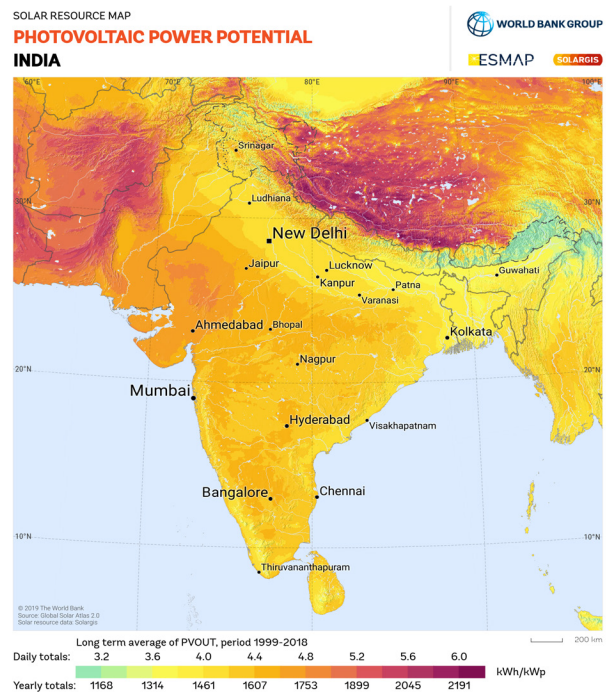 SOLAR RESOURCE MAP
PHOTOVOLTAIC POWER POTENTIAL
INDIA
WORLD BANK GROUP
ESMAP
SOLARGIS
60°E 70°E 80°E 90°E 100°E
Srinagar
30°N 30°N
Ludhiana
New Delhi
Jaipur
Lucknow
Guwahati
Kanpur
Patna
Varanasi
Ahmedabad
Bhopal
Kolkata
Nagpur
20°N 20°N
Mumbai
Hyderabad
Visakhapatnam
Bangalore
Chennai
10°N 10°N
Thiruvananthapuram
© 2019 The World Bank
Source: Global Solar Atlas 2.0
Solar resource data: Solargis
200 km
Long term average of PVOUT, period 1999-2018
Daily totals: 3.2 3.6 4.0 4.4 4.8 5.2 5.6 6.0
kWh/kWp
Yearly totals: 1168 1314 1461 1607 1753 1899 2045 2191